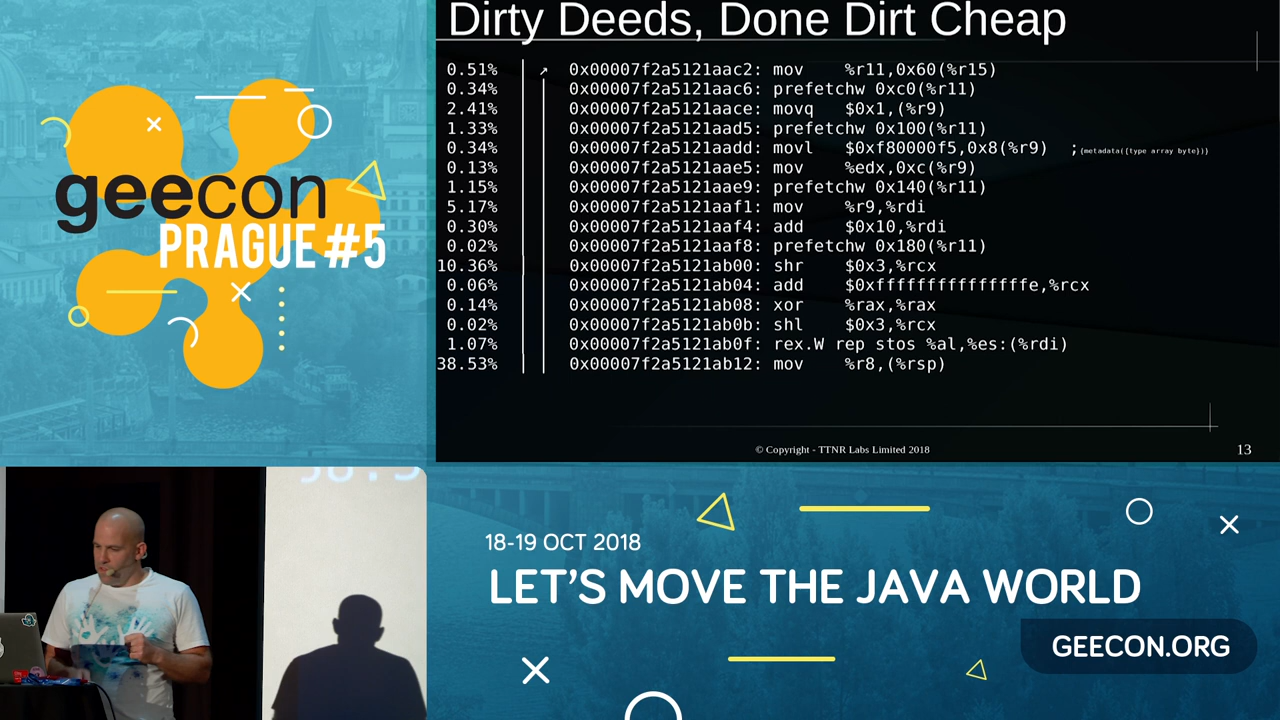 geecon
PRAGUE #5
Dirty Deeds, Done Dirt Cheap
0.51% ↗ 0x00007f2a5121aac2: mov %r11,0x60(%r15)
0.34% 0x00007f2a5121aac6: prefetchw 0xc0(%r11)
2.41% 0x00007f2a5121aace: movq $0x1,(%r9)
1.33% 0x00007f2a5121aad5: prefetchw 0x100(%r11)
0.34% 0x00007f2a5121aadd: movl $0xf80000f5,0x8(%r9) ;{metadata({type array byte})}
0.13% 0x00007f2a5121aae5: mov %edx,0xc(%r9)
1.15% 0x00007f2a5121aae9: prefetchw 0x140(%r11)
5.17% 0x00007f2a5121aaf1: mov %r9,%rdi
0.30% 0x00007f2a5121aaf4: add $0x10,%rdi
0.02% 0x00007f2a5121aaf8: prefetchw 0x180(%r11)
10.36% 0x00007f2a5121ab00: shr $0x3,%rcx
0.06% 0x00007f2a5121ab04: add $0xfffffffffffffffe,%rcx
0.14% 0x00007f2a5121ab08: xor %rax,%rax
0.02% 0x00007f2a5121ab0b: shl $0x3,%rcx
1.07% 0x00007f2a5121ab0f: rex.W rep stos %al,%es:(%rdi)
38.53% 0x00007f2a5121ab12: mov %r8,(%rsp)
© Copyright - TTNR Labs Limited 2018
13
38.5
18-19 OCT 2018
LET'S MOVE THE JAVA WORLD
GEECON.ORG